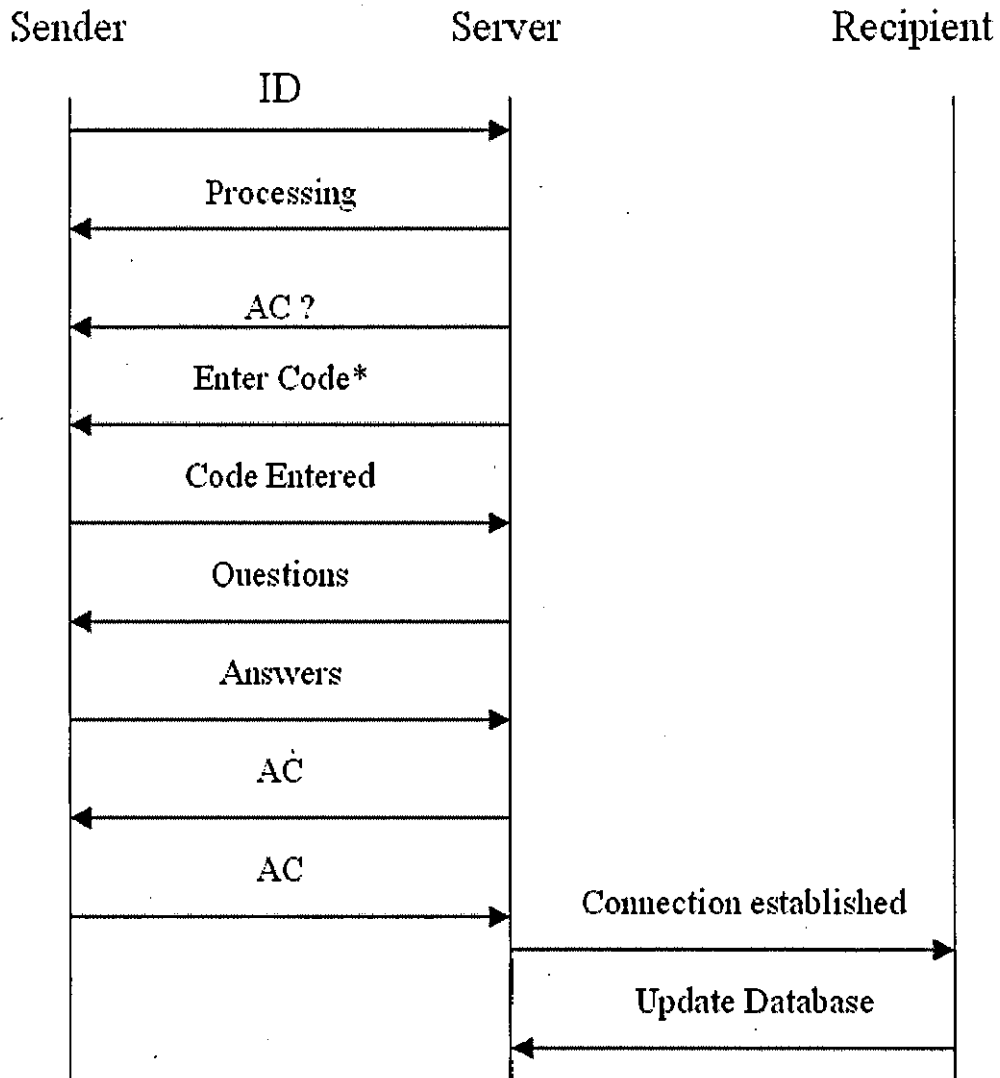 Sender Server Recipient
ID
Processing
AC ?
Enter Code*
Code Entered
Questions
Answers
AC
AC
Connection established
Update Database